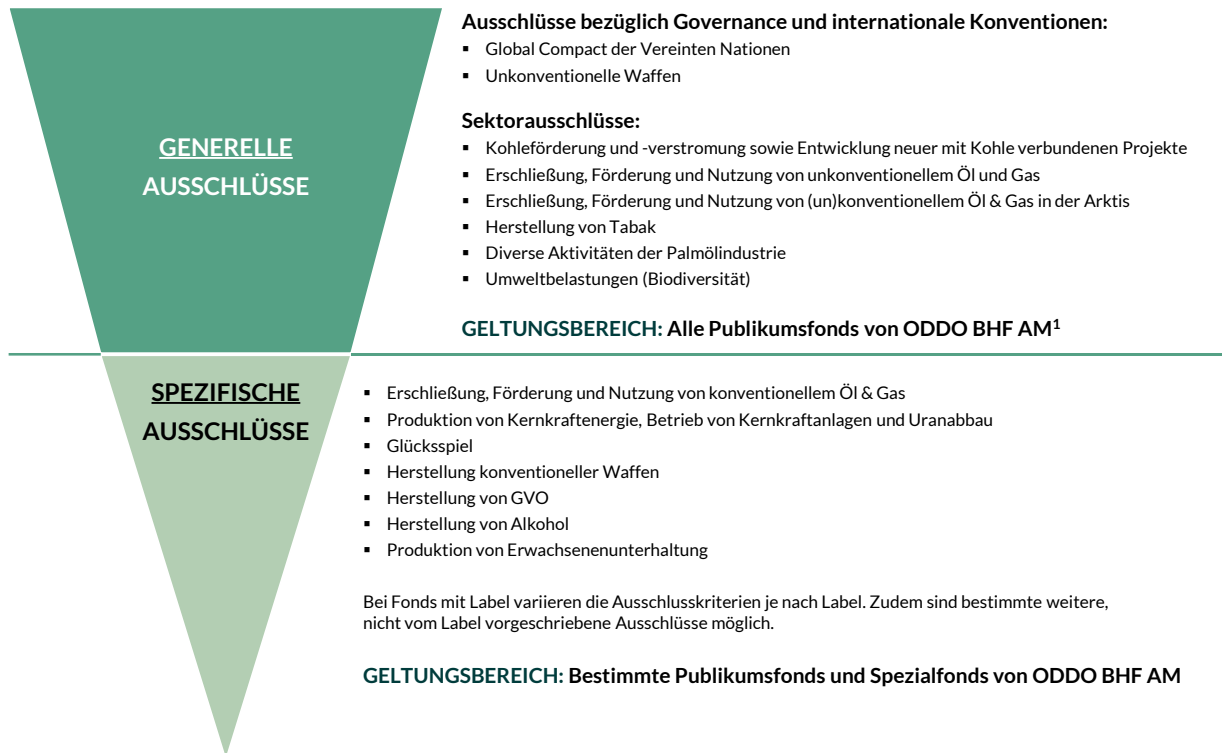 GENERELLE
AUSSCHLÜSSE
Ausschlüsse bezüglich Governance und internationale Konventionen:
▪ Global Compact der Vereinten Nationen
▪ Unkonventionelle Waffen
Sektorausschlüsse:
▪ Kohleförderung und -verstromung sowie Entwicklung neuer mit Kohle verbundenen Projekte
▪ Erschließung, Förderung und Nutzung von unkonventionellem Öl und Gas
▪ Erschließung, Förderung und Nutzung von (un)konventionellem Öl & Gas in der Arktis
▪ Herstellung von Tabak
▪ Diverse Aktivitäten der Palmölindustrie
▪ Umweltbelastungen (Biodiversität)
GELTUNGSBEREICH: Alle Publikumsfonds von ODDO BHF AM¹
SPEZIFISCHE
AUSSCHLÜSSE
▪ Erschließung, Förderung und Nutzung von konventionellem Öl & Gas
▪ Produktion von Kernkraftenergie, Betrieb von Kernkraftanlagen und Uranabbau
▪ Glücksspiel
▪ Herstellung konventioneller Waffen
▪ Herstellung von GVO
▪ Herstellung von Alkohol
▪ Produktion von Erwachsenenunterhaltung
Bei Fonds mit Label variieren die Ausschlusskriterien je nach Label. Zudem sind bestimmte weitere,
nicht vom Label vorgeschriebene Ausschlüsse möglich.
GELTUNGSBEREICH: Bestimmte Publikumsfonds und Spezialfonds von ODDO BHF AM